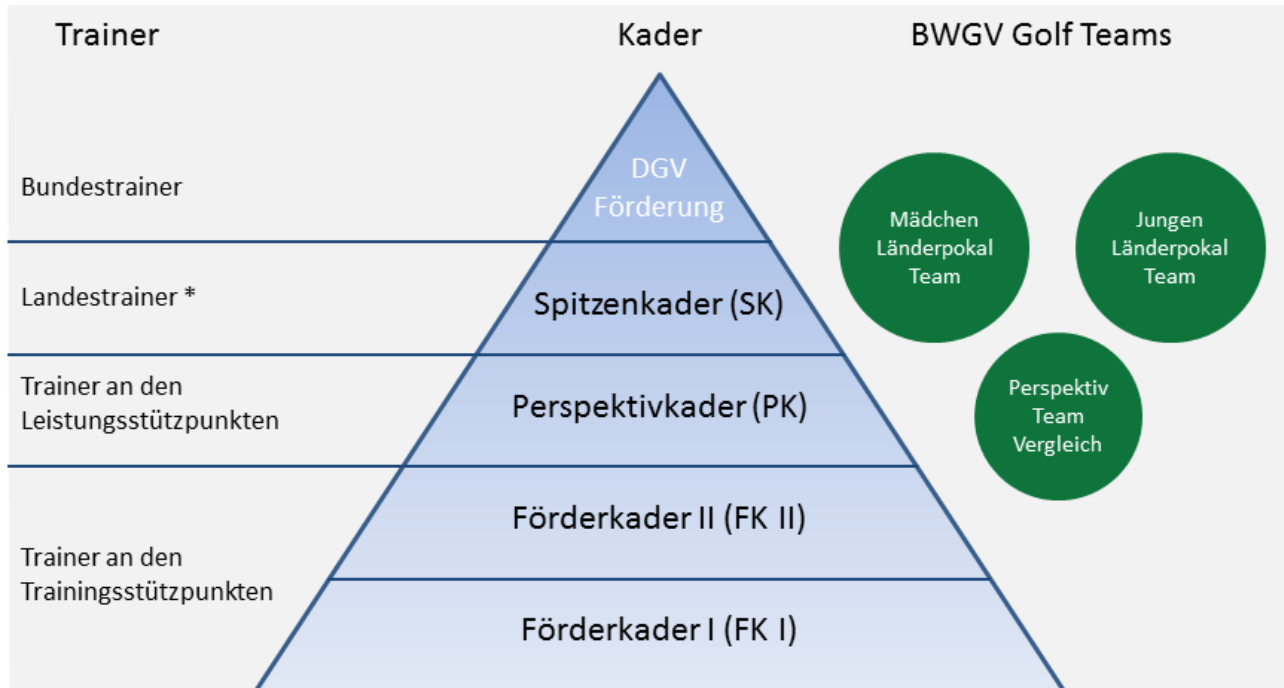 Trainer
Kader
BWGV Golf Teams
Bundestrainer
DGV
Förderung
Mädchen
Länderpokal
Team
Jungen
Länderpokal
Team
Landestrainer *
Spitzenkader (SK)
Trainer an den
Leistungsstützpunkten
Perspektivkader (PK)
Perspektiv
Team
Vergleich
Förderkader II (FK II)
Trainer an den
Trainingsstützpunkten
Förderkader I (FK I)